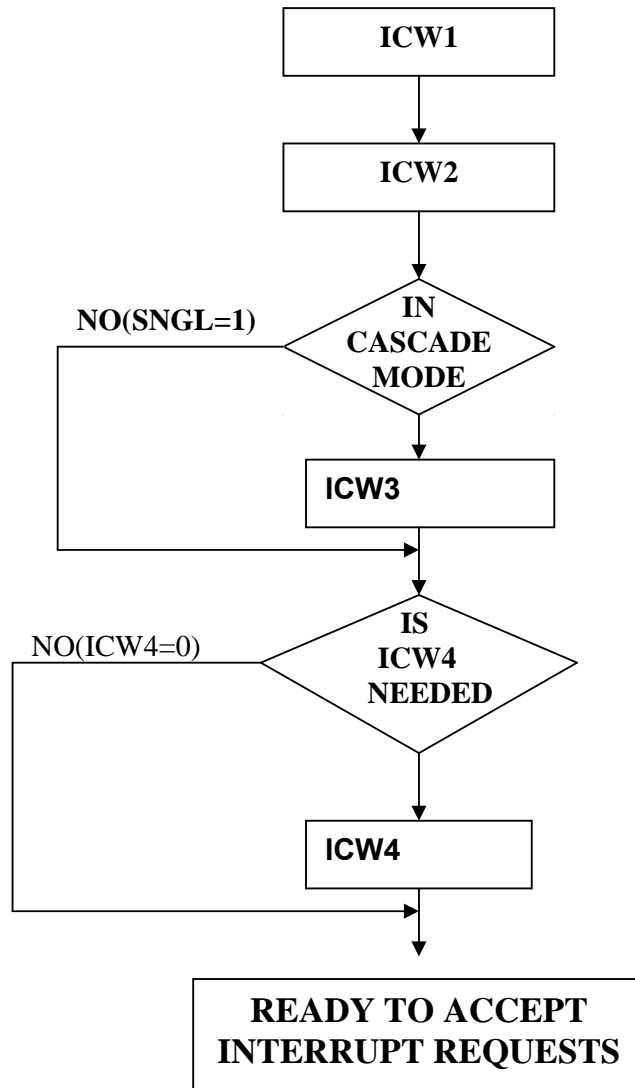 ICW1
ICW2
NO(SNGL=1)
IN
CASCADE
MODE
ICW3
NO(ICW4=0)
IS
ICW4
NEEDED
ICW4
READY TO ACCEPT
INTERRUPT REQUESTS